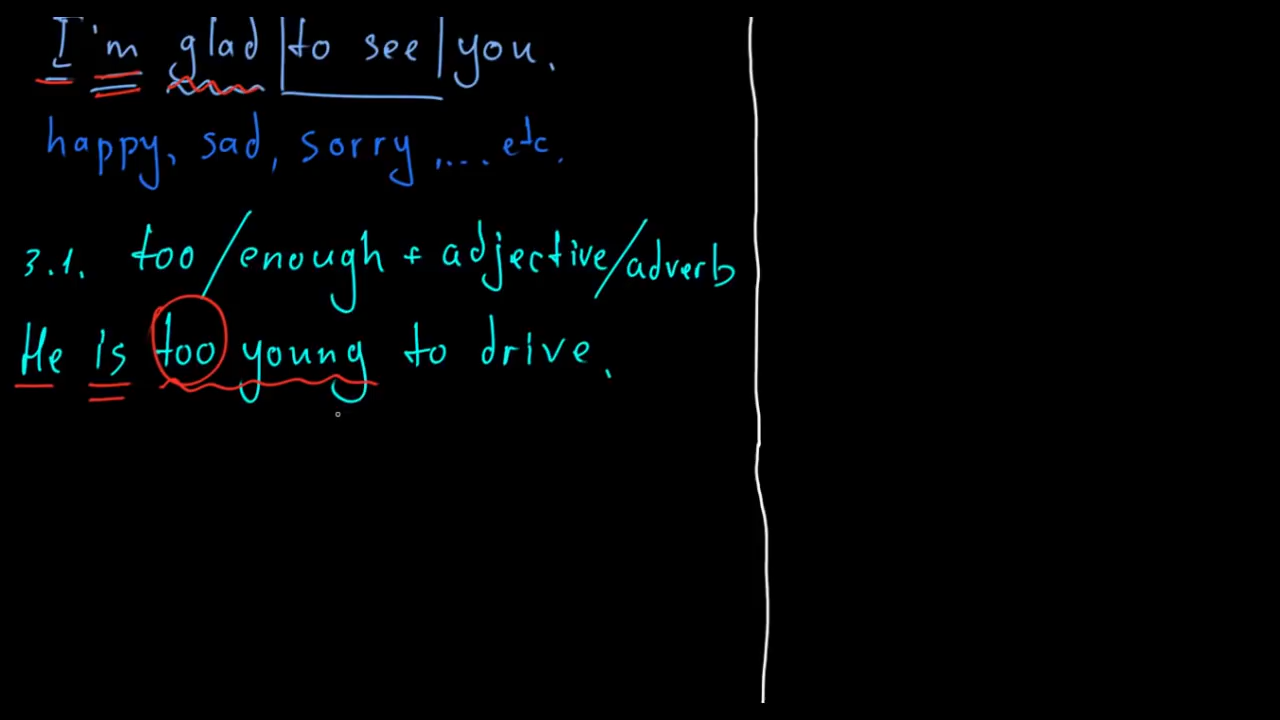 I'm glad to see you.
happy, sad, sorry, .... etc.
3.1. too/enough + adjective/adverb
He is too young to drive.